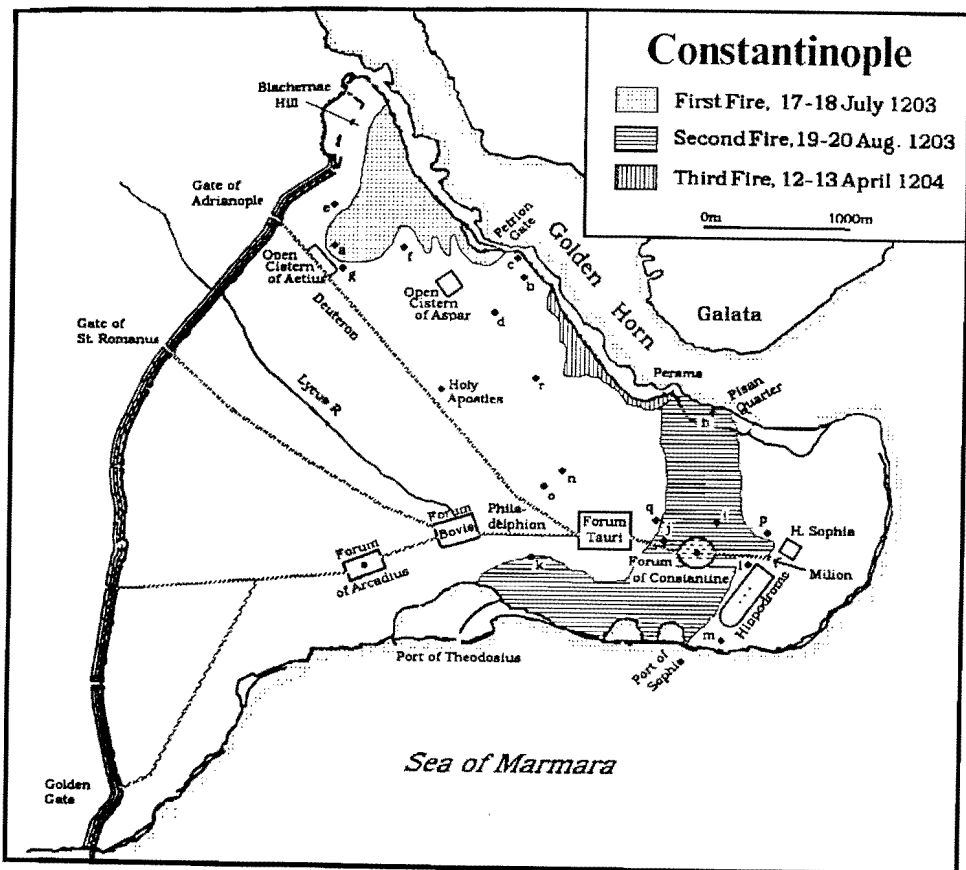 Constantinople
First Fire, 17-18 July 1203
Second Fire, 19-20 Aug. 1203
Third Fire, 12-13 April 1204
0m 1000m
Blachernae
Hill
Gate of
Adrianople
e
a
g
f
Open
Cistern
of Aetius
Deuteron
Open
Cistern
of Aspar
Petrion
Gate
c
b
d
Golden
Horn
Galata
Gate of
St. Romanus
Lycus R
Holy
Apostles
r
Perama
Pisan
Quarter
h
n
o
q
j
i
p
Forum
Bovis
Phila-
delphion
Forum
Tauri
H. Sophia
Forum
of Arcadius
k
Forum
of Constantine
l
Milion
Hippodrome
m
Port of Theodosius
Port of
Sophia
Sea of Marmara
Golden
Gate